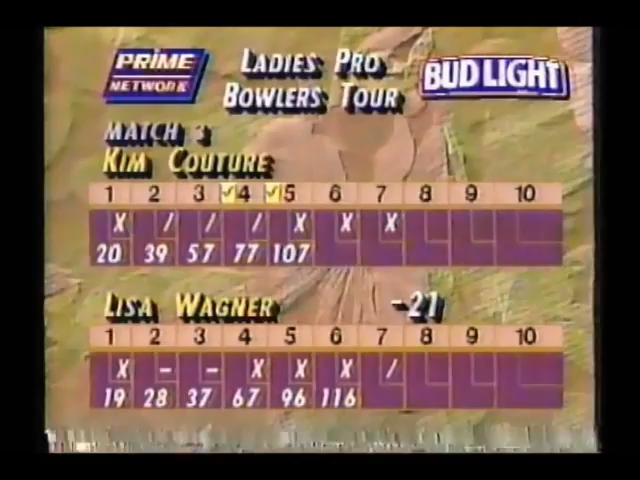 PRiME
NETWORK
LADIES PRO
BOWLERS TOUR
BUD LIGHT
MATCH 3
KIM COUTURE
1 2 3 ✓4 ✓5 6 7 8 9 10
X / / / X X X
20 39 57 77 107
LISA WAGNER -21
1 2 3 4 5 6 7 8 9 10
X - - X X X /
19 28 37 67 96 116